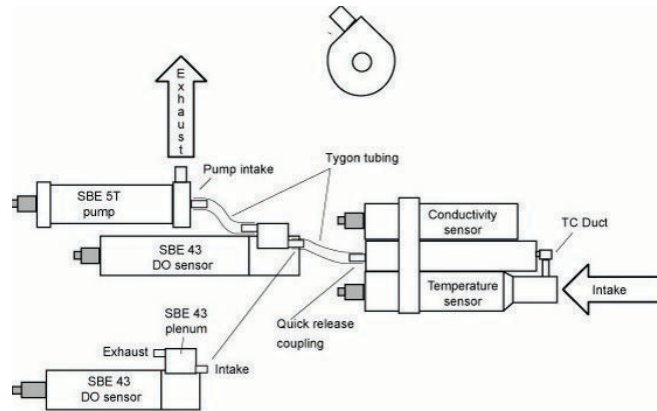 Exhaust
Pump intake
Tygon tubing
SBE 5T
pump
Conductivity
sensor
TC Duct
SBE 43
DO sensor
Temperature
sensor
Intake
SBE 43
plenum
Quick release
coupling
Exhaust
Intake
SBE 43
DO sensor